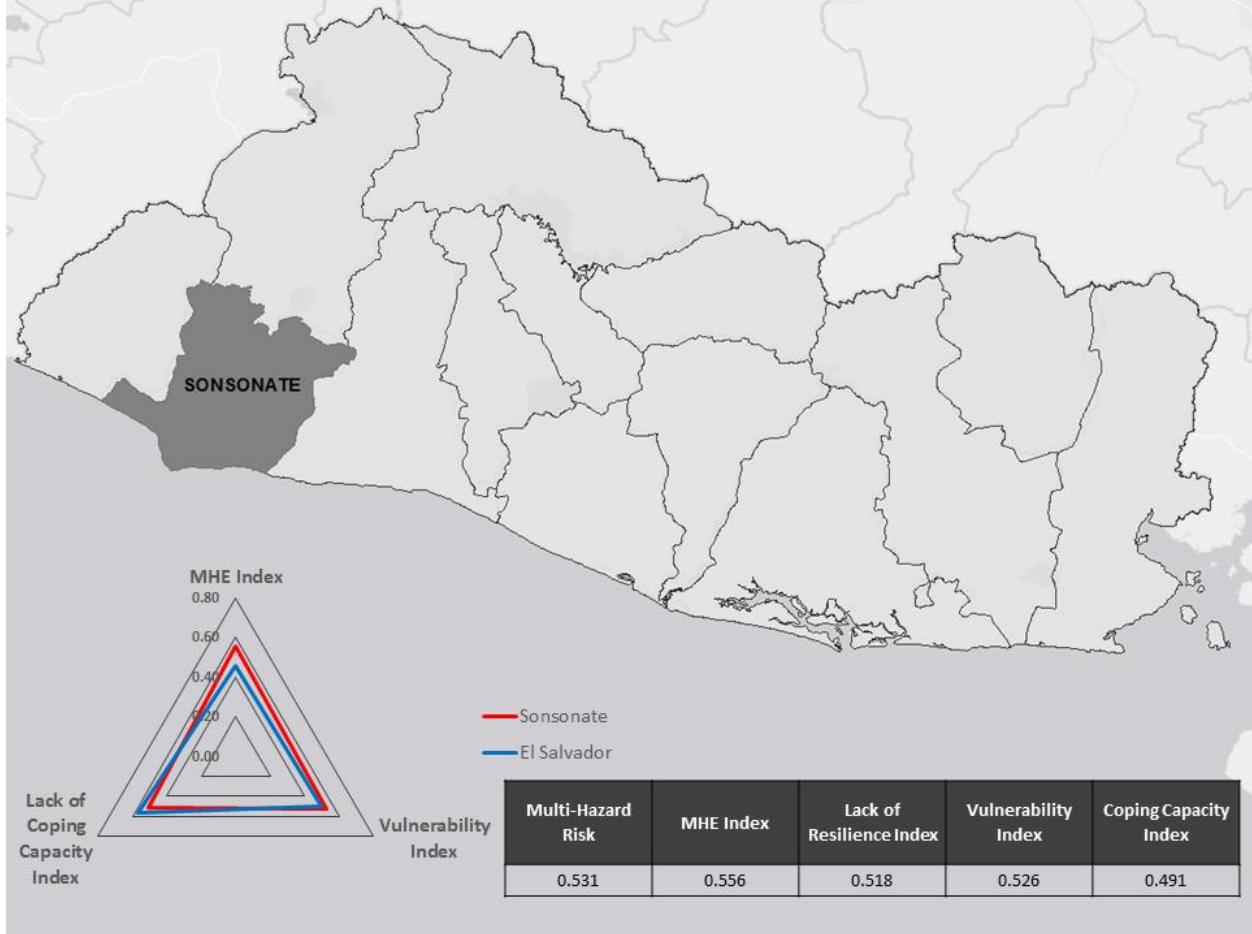 SONSONATE
MHE Index
0.80
0.60
0.40
0.20
0.00
Lack of
Coping
Capacity
Index
Vulnerability
Index
Sonsonate
El Salvador
Multi-Hazard
Risk
MHE Index
Lack of
Resilience Index
Vulnerability
Index
Coping Capacity
Index
0.531
0.556
0.518
0.526
0.491